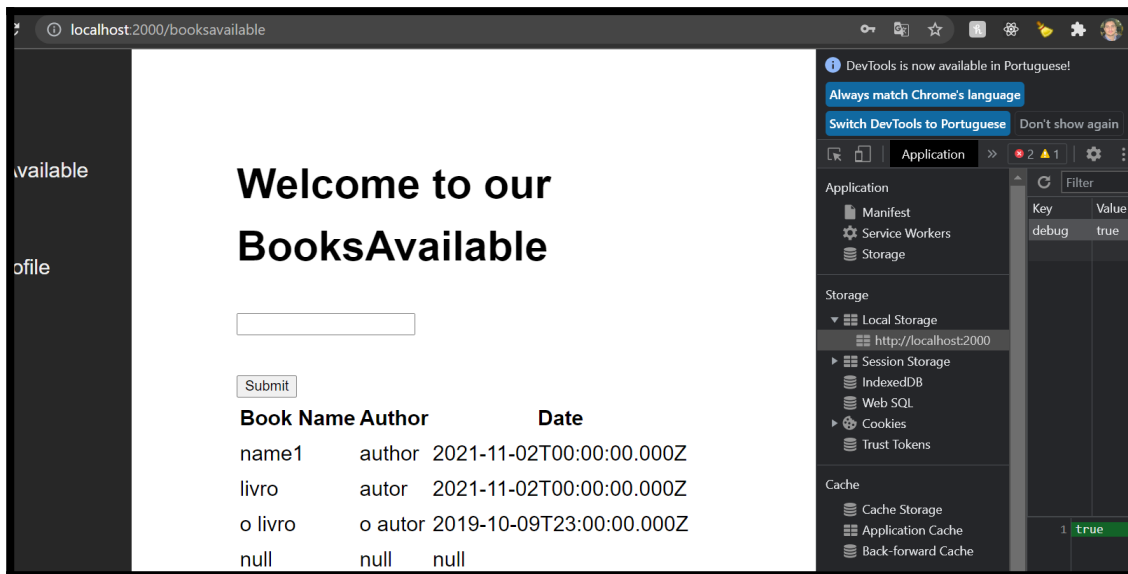 localhost:2000/booksavailable
Available
ofile
Welcome to our
BooksAvailable
Submit
Book Name Author Date
name1 author 2021-11-02T00:00:00.000Z
livro autor 2021-11-02T00:00:00.000Z
o livro o autor 2019-10-09T23:00:00.000Z
null null null
DevTools is now available in Portuguese!
Always match Chrome's language
Switch DevTools to Portuguese Don't show again
Application » 2 1
Application
Manifest
Service Workers
Storage
Storage
Local Storage
http://localhost:2000
Session Storage
IndexedDB
Web SQL
Cookies
Trust Tokens
Cache
Cache Storage
Application Cache
Back-forward Cache
Filter
Key Value
debug true
1 true